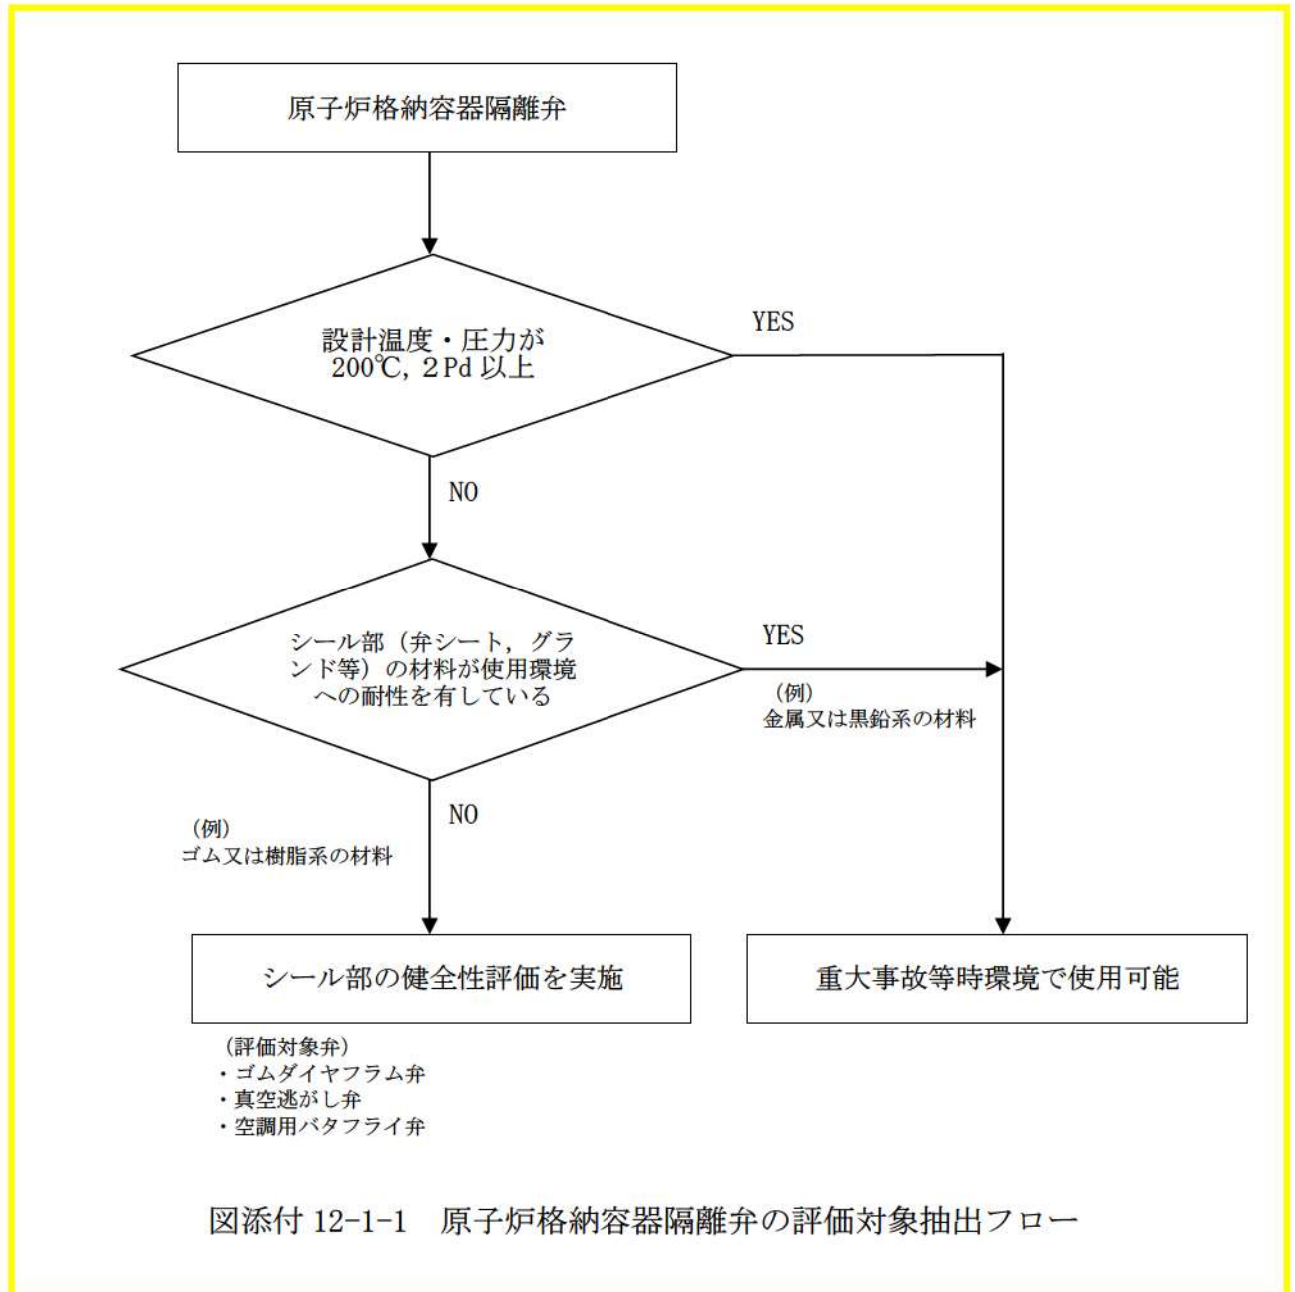 原子炉格納容器隔離弁
設計温度・圧力が
200℃, 2Pd 以上
YES
NO
シール部（弁シート，グラ
ンド等）の材料が使用環境
への耐性を有している
YES
（例）
金属又は黒鉛系の材料
NO
（例）
ゴム又は樹脂系の材料
シール部の健全性評価を実施
重大事故等時環境で使用可能
（評価対象弁）
・ゴムダイヤフラム弁
・真空逃がし弁
・空調用バタフライ弁
図添付 12-1-1　原子炉格納容器隔離弁の評価対象抽出フロー